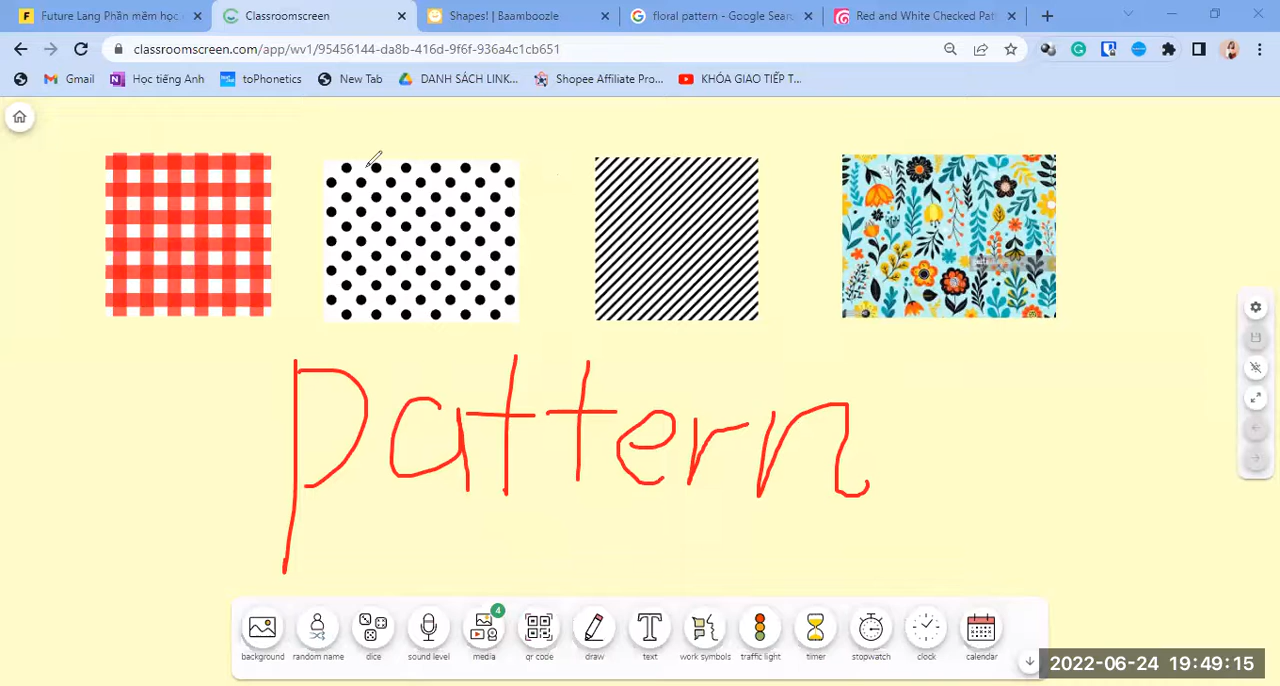 Future Lang Phần mềm học
Classroomscreen
Shapes! | Baamboozle
floral pattern - Google Sear
Red and White Checked Pat
classroomscreen.com/app/wv1/95456144-da8b-416d-9f6f-936a4c1cb651
Gmail
Học tiếng Anh
toPhonetics
New Tab
DANH SÁCH LINK...
Shopee Affiliate Pro...
KHÓA GIAO TIẾP T...
pattern
4
background
random name
dice
sound level
media
qr code
draw
text
work symbols
traffic light
timer
stopwatch
clock
calendar
2022-06-24 19:49:15